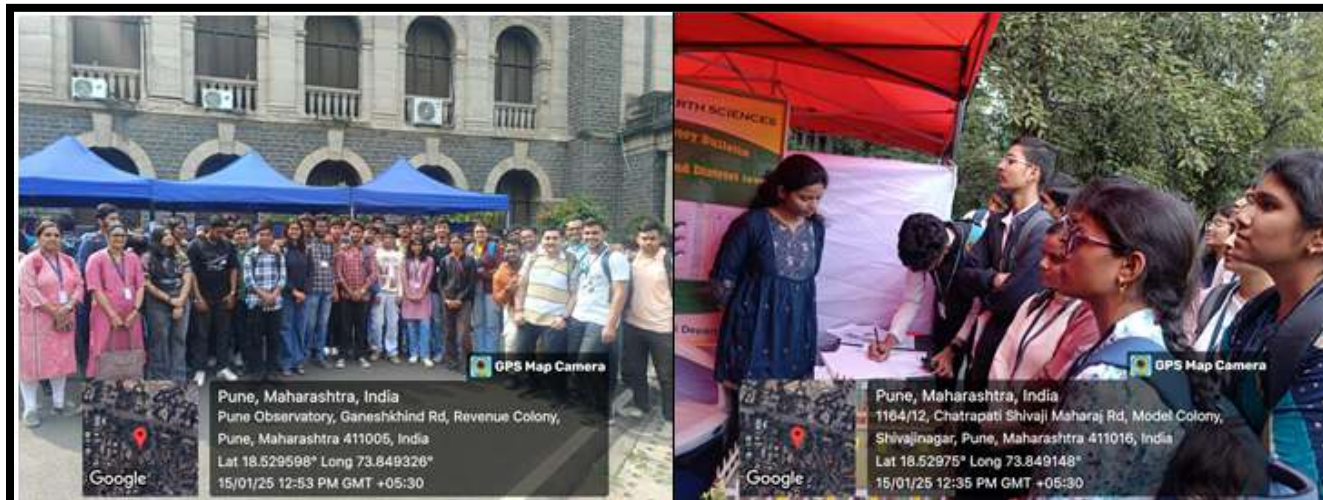 GPS Map Camera
Pune, Maharashtra, India
Pune Observatory, Ganeshkhind Rd, Revenue Colony,
Pune, Maharashtra 411005, India
Lat 18.529598° Long 73.849326°
15/01/25 12:53 PM GMT +05:30
Google
RTH SCIENCES
Bulletin
nd District
GPS Map Camera
Pune, Maharashtra, India
1164/12, Chatrapati Shivaji Maharaj Rd, Model Colony,
Shivajinagar, Pune, Maharashtra 411016, India
Lat 18.52975° Long 73.849148°
15/01/25 12:35 PM GMT +05:30
Google